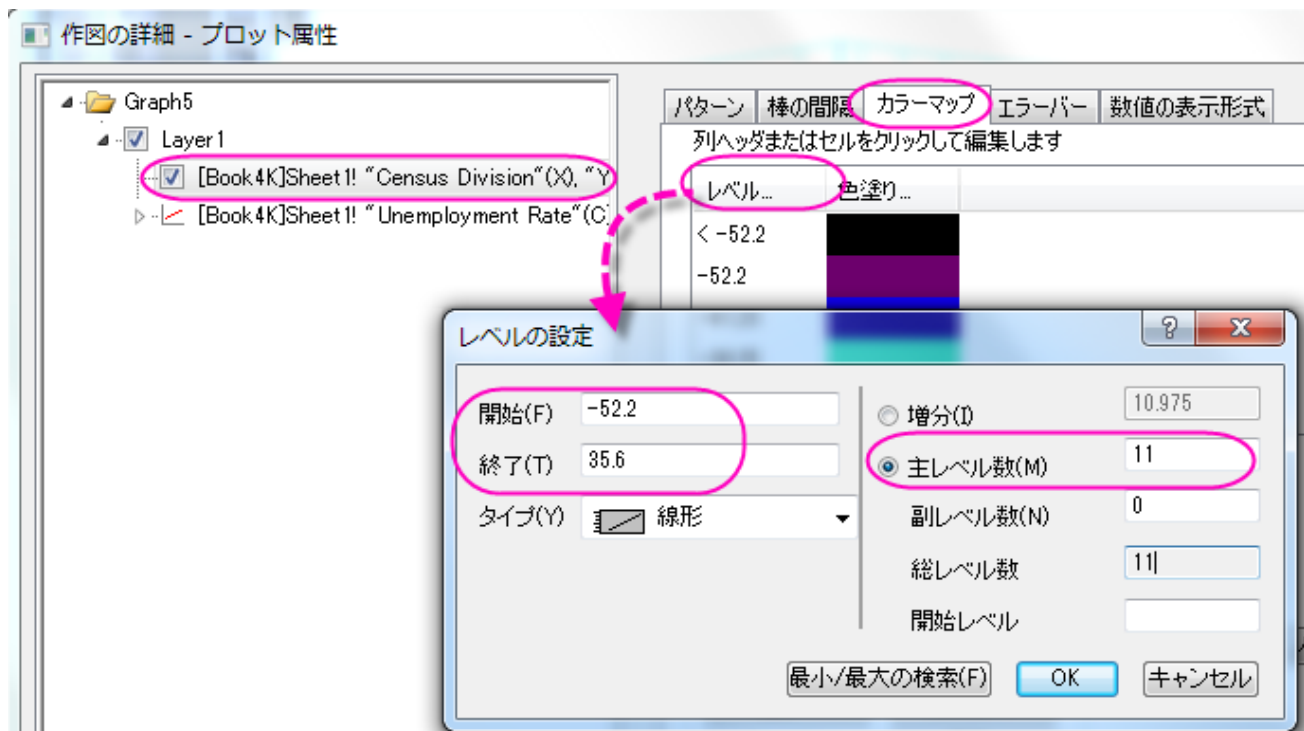 作図の詳細 - プロット属性
Graph5
Layer1
[Book4K]Sheet1! "Census Division"(X), "Y
[Book4K]Sheet1! "Unemployment Rate"(C
パターン 棒の間隔 カラーマップ エラーバー 数値の表示形式
列ヘッダまたはセルをクリックして編集します
レベル... 色塗り...
< -52.2
-52.2
レベルの設定
開始(F) -52.2
終了(T) 35.6
タイプ(Y) 線形
増分(I) 10.975
主レベル数(M) 11
副レベル数(N) 0
総レベル数 11
開始レベル
最小/最大の検索(F) OK キャンセル